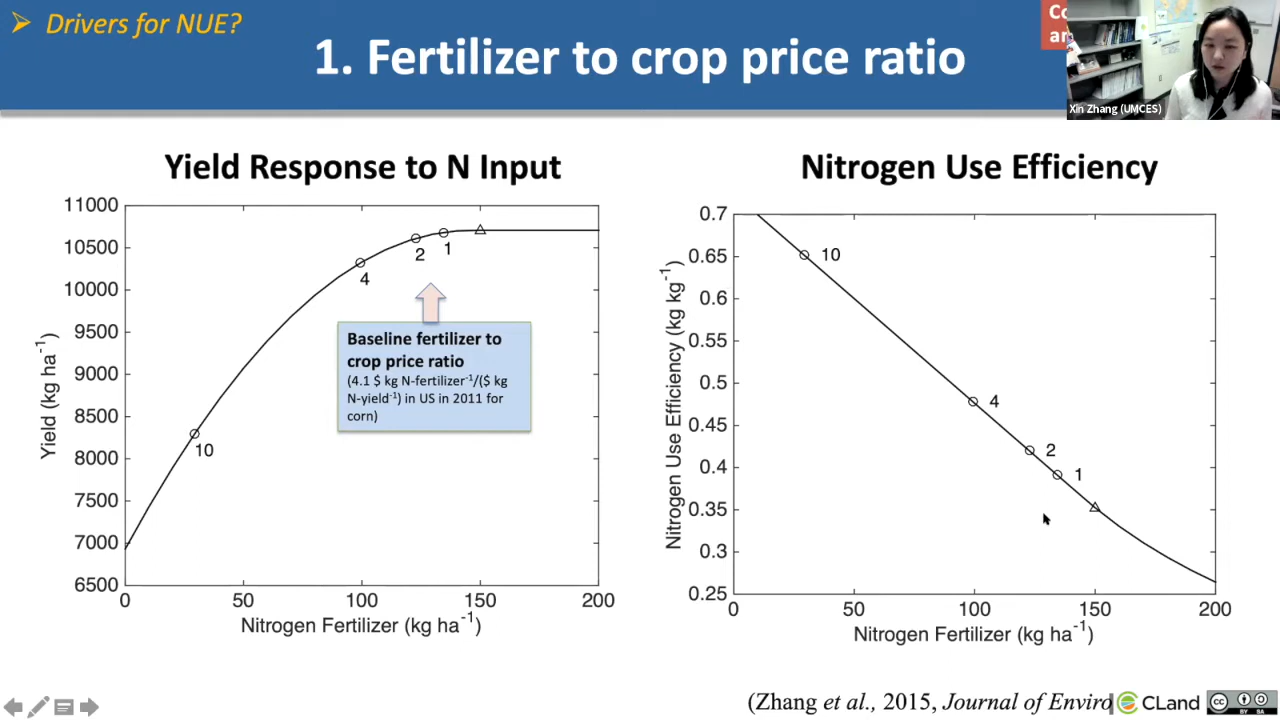 ➢ Drivers for NUE?
1. Fertilizer to crop price ratio
Co
an
Xin Zhang (UMCES)
Yield Response to N Input
11000
10500
10000
9500
9000
8500
8000
7500
7000
6500
0
50
100
150
200
Yield (kg ha⁻¹)
Nitrogen Fertilizer (kg ha⁻¹)
10
4
2
1
Baseline fertilizer to
crop price ratio
(4.1 $ kg N-fertilizer⁻¹/($ kg
N-yield⁻¹) in US in 2011 for
corn)
Nitrogen Use Efficiency
0.7
0.65
0.6
0.55
0.5
0.45
0.4
0.35
0.3
0.25
0
50
100
150
200
Nitrogen Use Efficiency (kg kg⁻¹)
Nitrogen Fertilizer (kg ha⁻¹)
10
4
2
1
(Zhang et al., 2015, Journal of Enviro
CLand
cc
BY SA